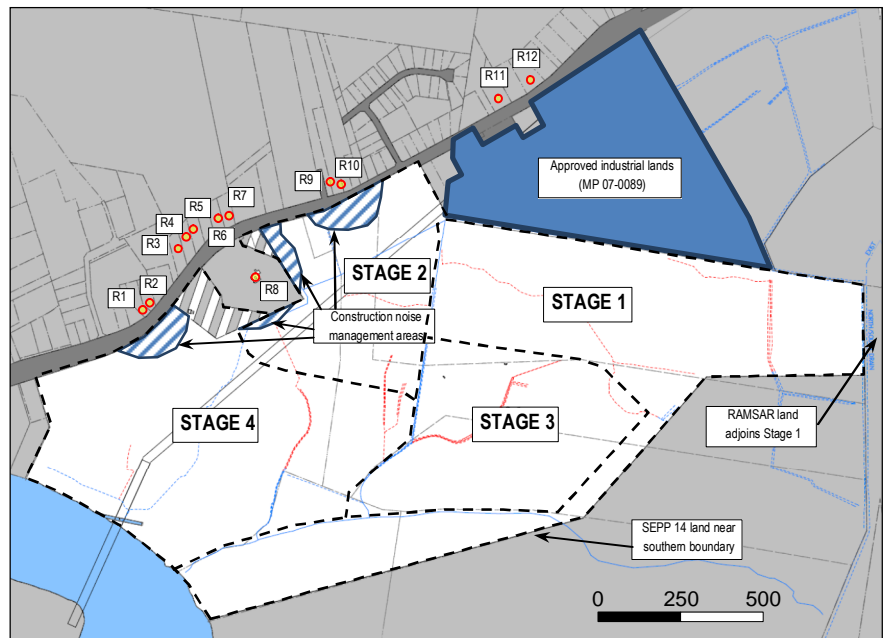 R12
R11
R10
R9
Approved industrial lands
(MP 07-0089)
R7
R5
R4
R3
R6
R8
R2
R1
STAGE 2
STAGE 1
Construction noise
management areas
STAGE 4
STAGE 3
RAMSAR land
adjoins Stage 1
SEPP 14 land near
southern boundary
0 250 500